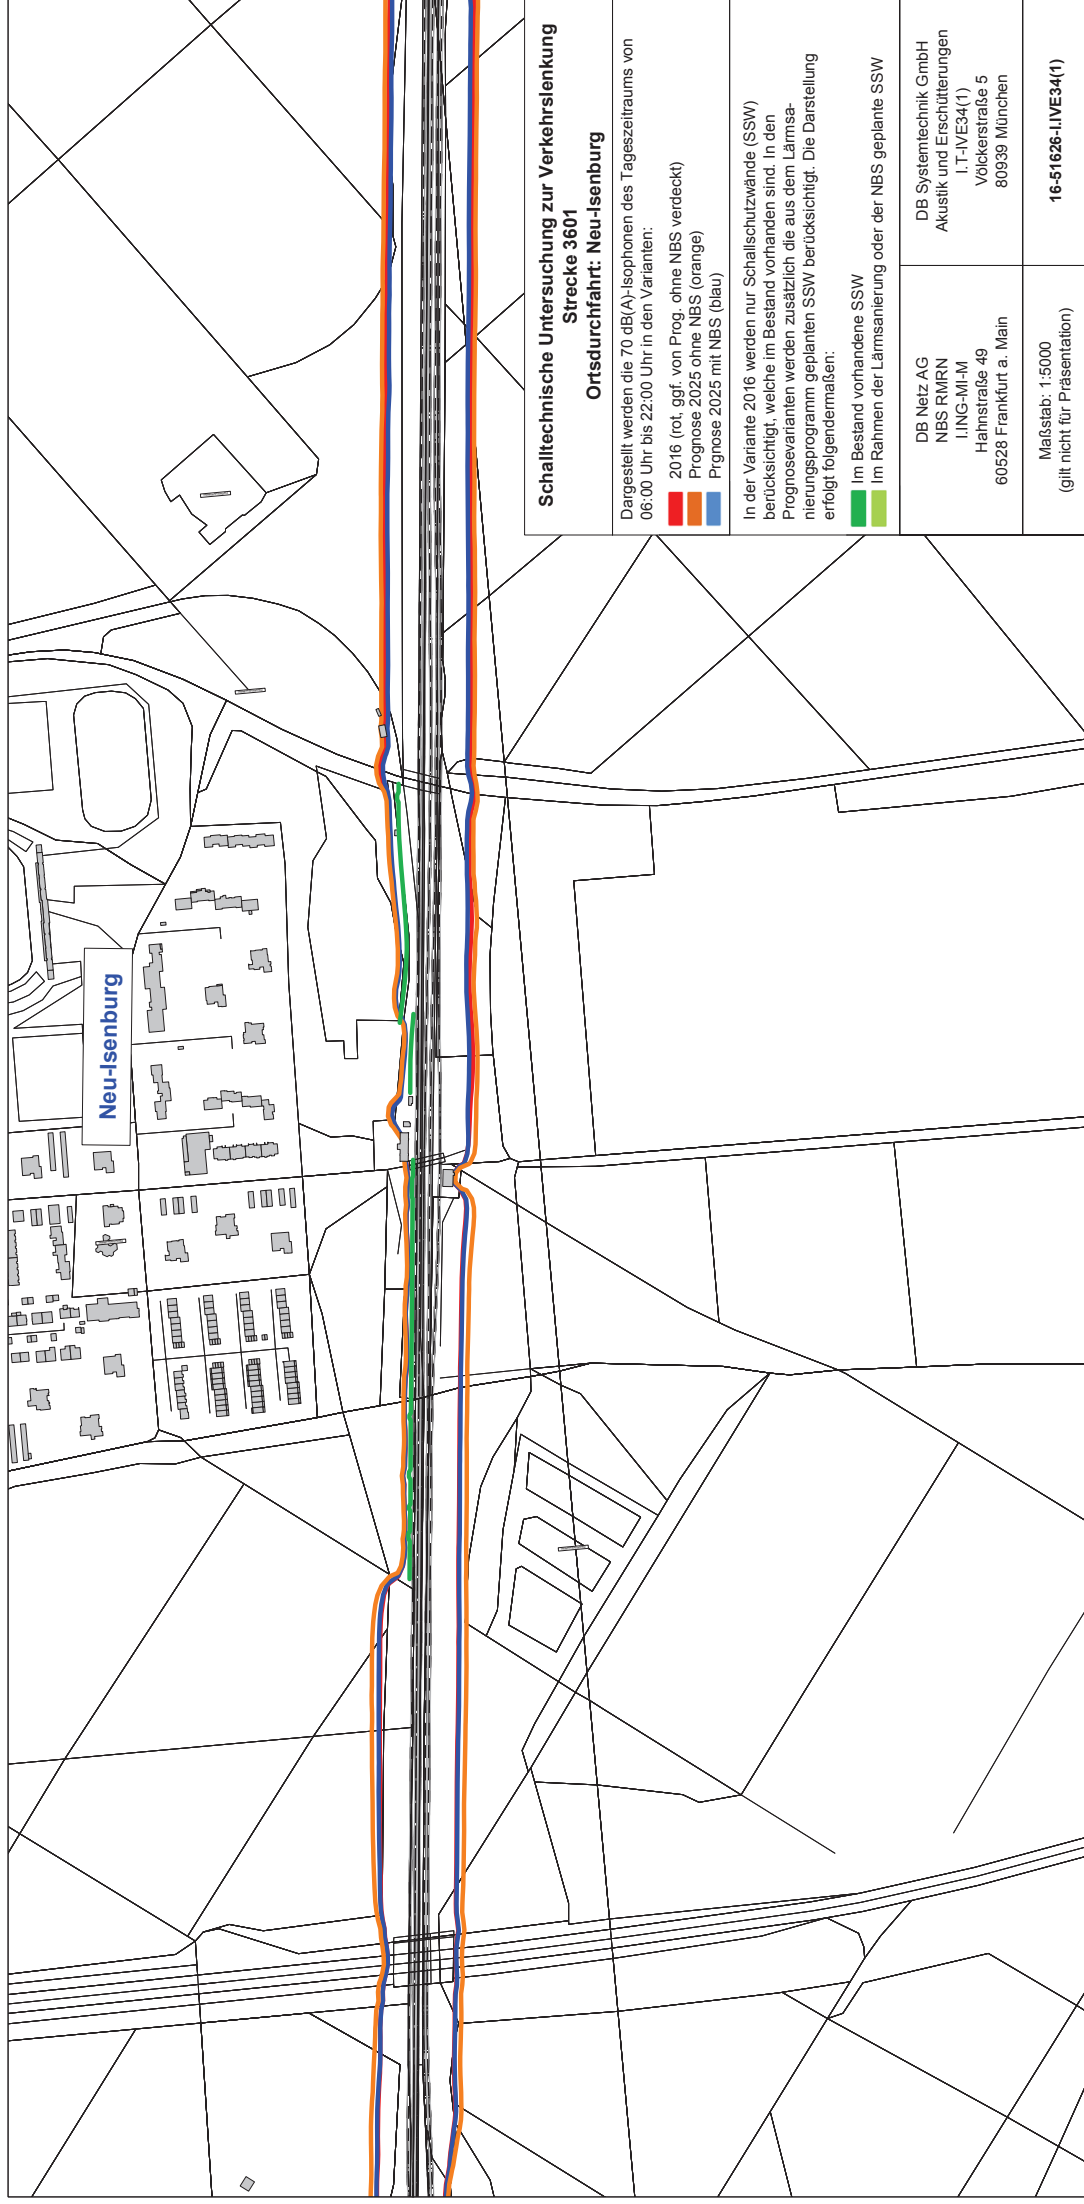 Neu-Isenburg
Schalltechnische Untersuchung zur Verkehrslenkung
Strecke 3601
Ortsdurchfahrt: Neu-Isenburg
Dargestellt werden die 70 dB(A)-Isophonen des Tageszeitraums von
06:00 Uhr bis 22:00 Uhr in den Varianten:
2016 (rot, ggf. von Prog. ohne NBS verdeckt)
Prognose 2025 ohne NBS (orange)
Prgnose 2025 mit NBS (blau)
In der Variante 2016 werden nur Schallschutzwände (SSW)
berücksichtigt, welche im Bestand vorhanden sind. In den
Prognosevarianten werden zusätzlich die aus dem Lärmsa-
nierungsprogramm geplanten SSW berücksichtigt. Die Darstellung
erfolgt folgendermaßen:
Im Bestand vorhandene SSW
Im Rahmen der Lärmsanierung oder der NBS geplante SSW
DB Netz AG
NBS RMRN
I.ING-MI-M
Hahnstraße 49
60528 Frankfurt a. Main
DB Systemtechnik GmbH
Akustik und Erschütterungen
I.T-IVE34(1)
Völckerstraße 5
80939 München
Maßstab: 1:5000
(gilt nicht für Präsentation)
16-51626-I.IVE34(1)